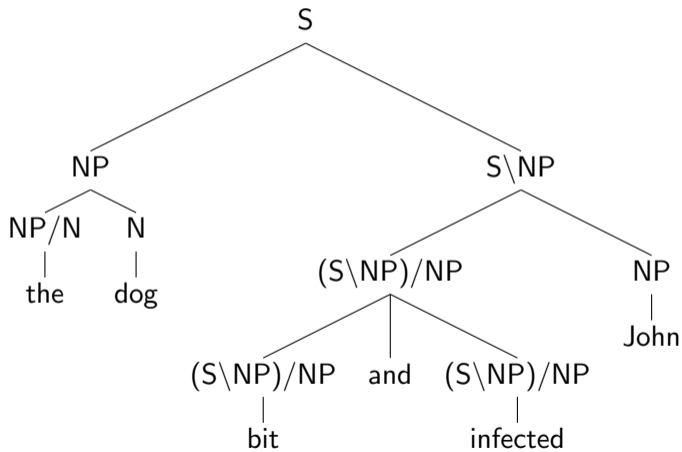 S
NP S\NP
NP/N N
(S\NP)/NP NP
the dog
John
(S\NP)/NP and (S\NP)/NP
bit infected